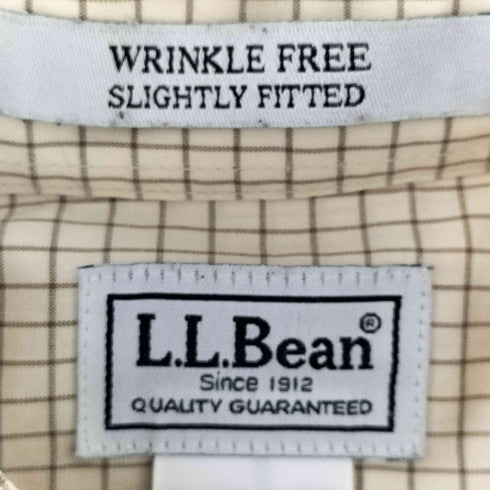 WRINKLE FREE
SLIGHTLY FITTED
L.L.Bean®
Since 1912
QUALITY GUARANTEED